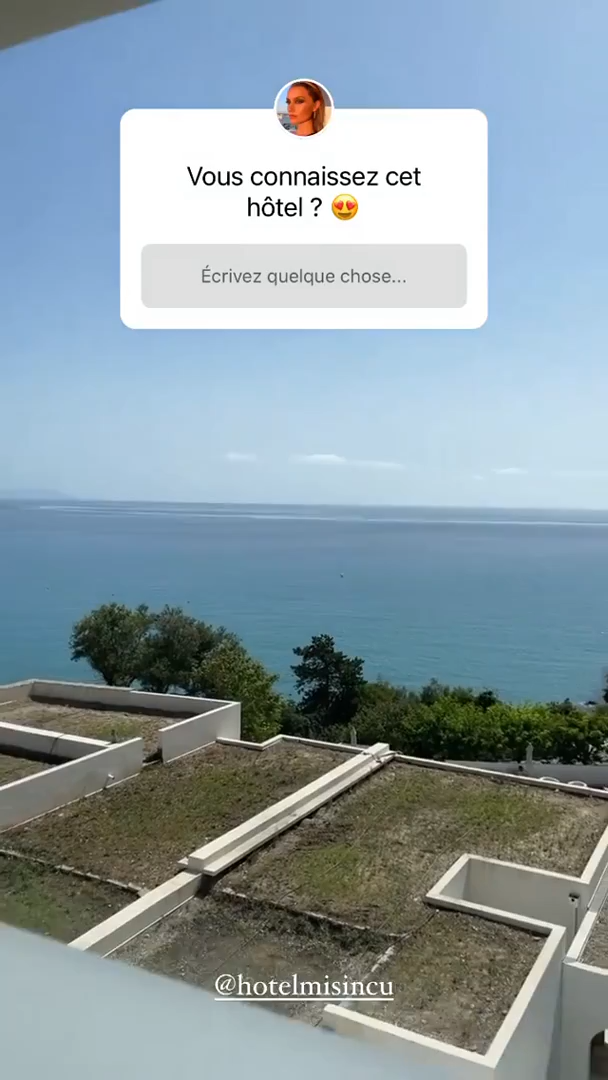 Vous connaissez cet
hôtel ? 😍
Écrivez quelque chose...
@hotelmisincu